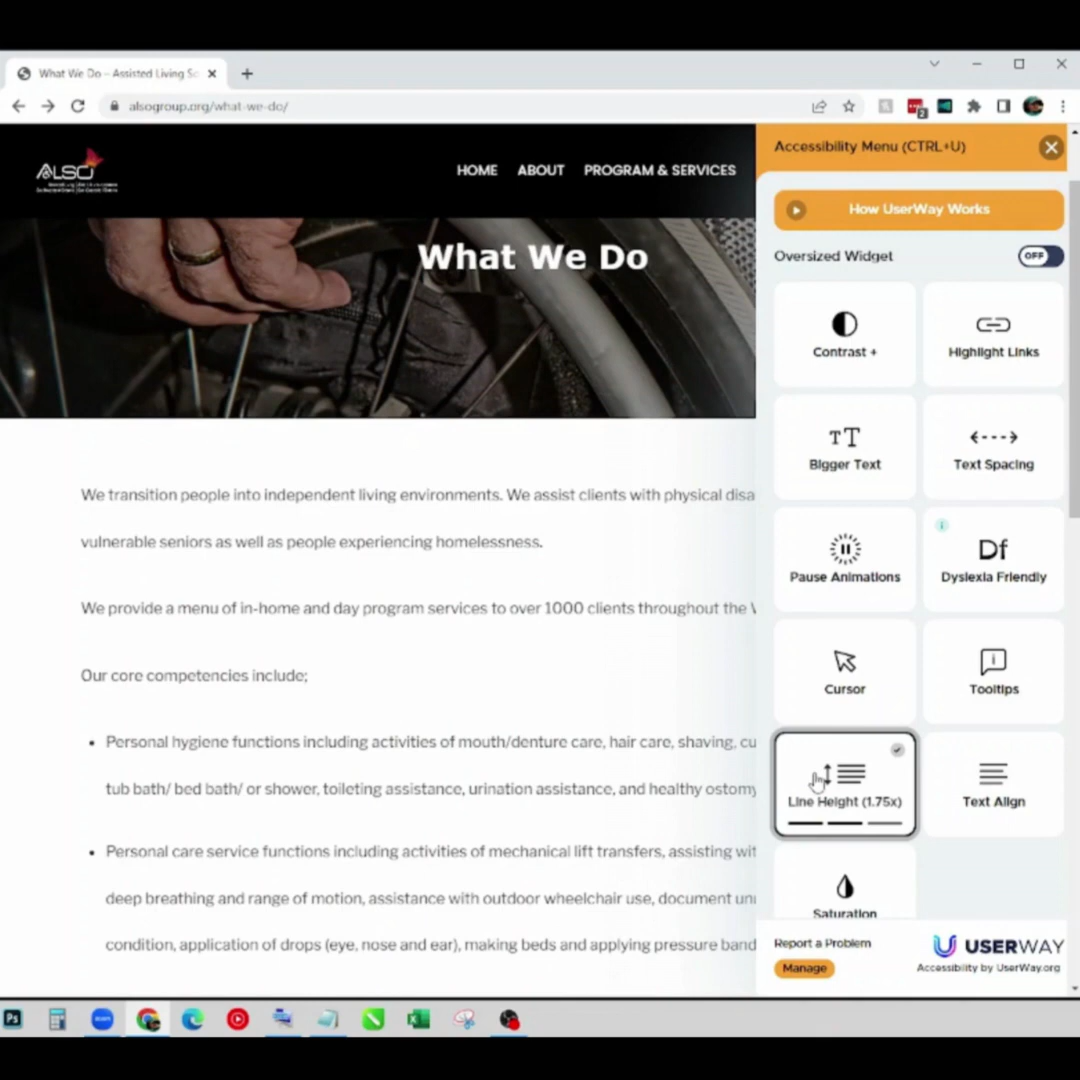 What We Do – Assisted Living Sc
alsogroup.org/what-we-do/
2
ALSO
HOME
ABOUT
PROGRAM & SERVICES
What We Do
We transition people into independent living environments. We assist clients with physical disa
vulnerable seniors as well as people experiencing homelessness.
We provide a menu of in-home and day program services to over 1000 clients throughout the
Our core competencies include;
• Personal hygiene functions including activities of mouth/denture care, hair care, shaving, cu
tub bath/ bed bath/ or shower, toileting assistance, urination assistance, and healthy ostomy
• Personal care service functions including activities of mechanical lift transfers, assisting wit
deep breathing and range of motion, assistance with outdoor wheelchair use, document
condition, application of drops (eye, nose and ear), making beds and applying pressure band
Accessibility Menu (CTRL+U)
How UserWay Works
Oversized Widget
OFF
Contrast +
Highlight Links
TT
Bigger Text
Text Spacing
Pause Animations
Df
Dyslexia Friendly
Cursor
Tooltips
Line Height (1.75x)
Text Align
Saturation
Report a Problem
Manage
USERWAY
Accessibility by UserWay.org
Ps
zoom